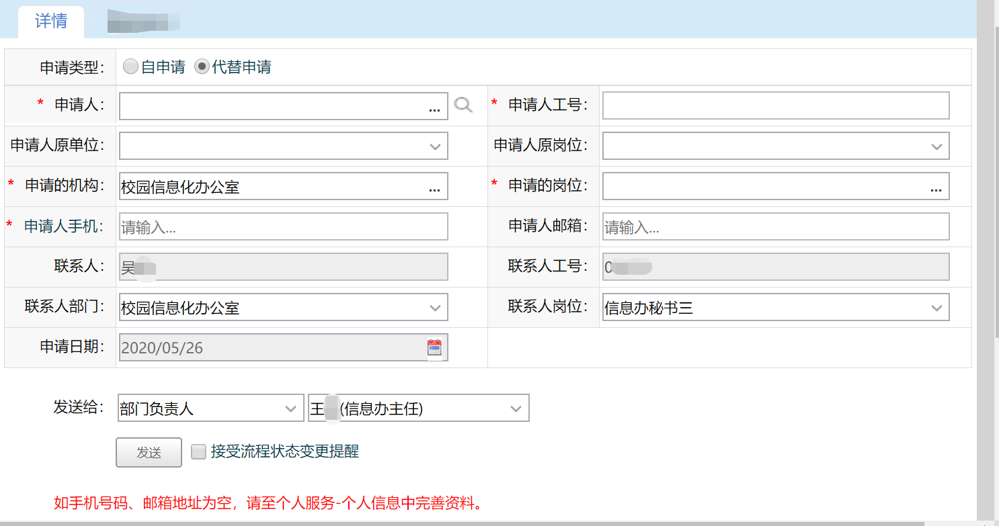 详情
申请类型： 自申请 代替申请
* 申请人： ... * 申请人工号：
申请人原单位： 申请人原岗位：
* 申请的机构： 校园信息化办公室 ... * 申请的岗位： ...
* 申请人手机： 请输入... 申请人邮箱： 请输入...
联系人： 吴 联系人工号： 0
联系人部门： 校园信息化办公室 联系人岗位： 信息办秘书三
申请日期： 2020/05/26
发送给： 部门负责人 王 (信息办主任)
发送 接受流程状态变更提醒
如手机号码、邮箱地址为空，请至个人服务-个人信息中完善资料。